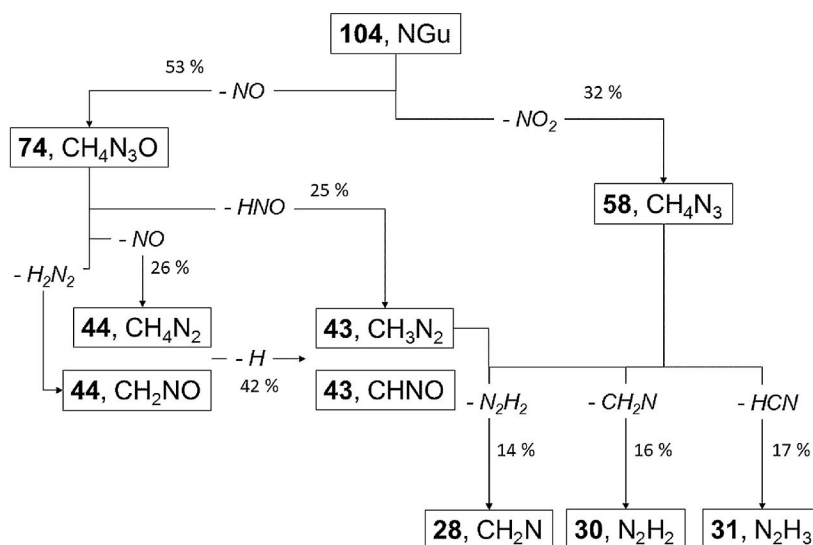 104, NGu
53 %
- NO
32 %
- NO₂
74, CH₄N₃O
25 %
- HNO
58, CH₄N₃
- NO
- H₂N₂
26 %
44, CH₄N₂
43, CH₃N₂
- H
42 %
44, CH₂NO
43, CHNO
- N₂H₂
- CH₂N
- HCN
14 %
16 %
17 %
28, CH₂N
30, N₂H₂
31, N₂H₃